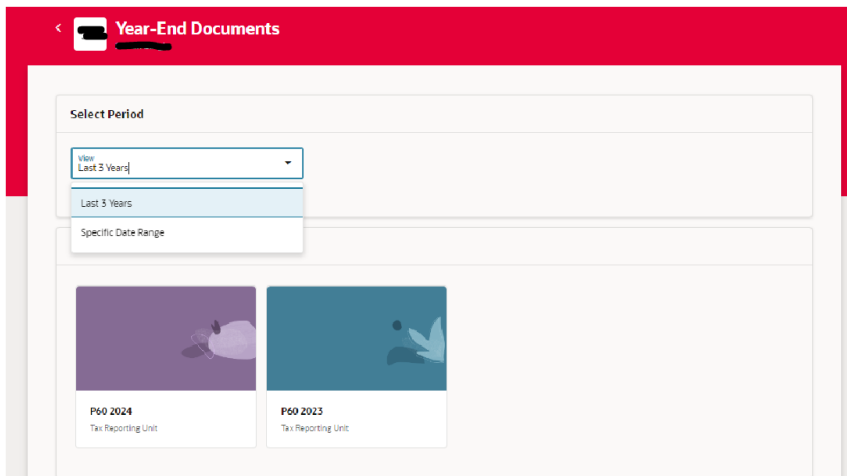 Year-End Documents
Select Period
View
Last 3 Years
Last 3 Years
Specific Date Range
P60 2024
Tax Reporting Unit
P60 2023
Tax Reporting Unit